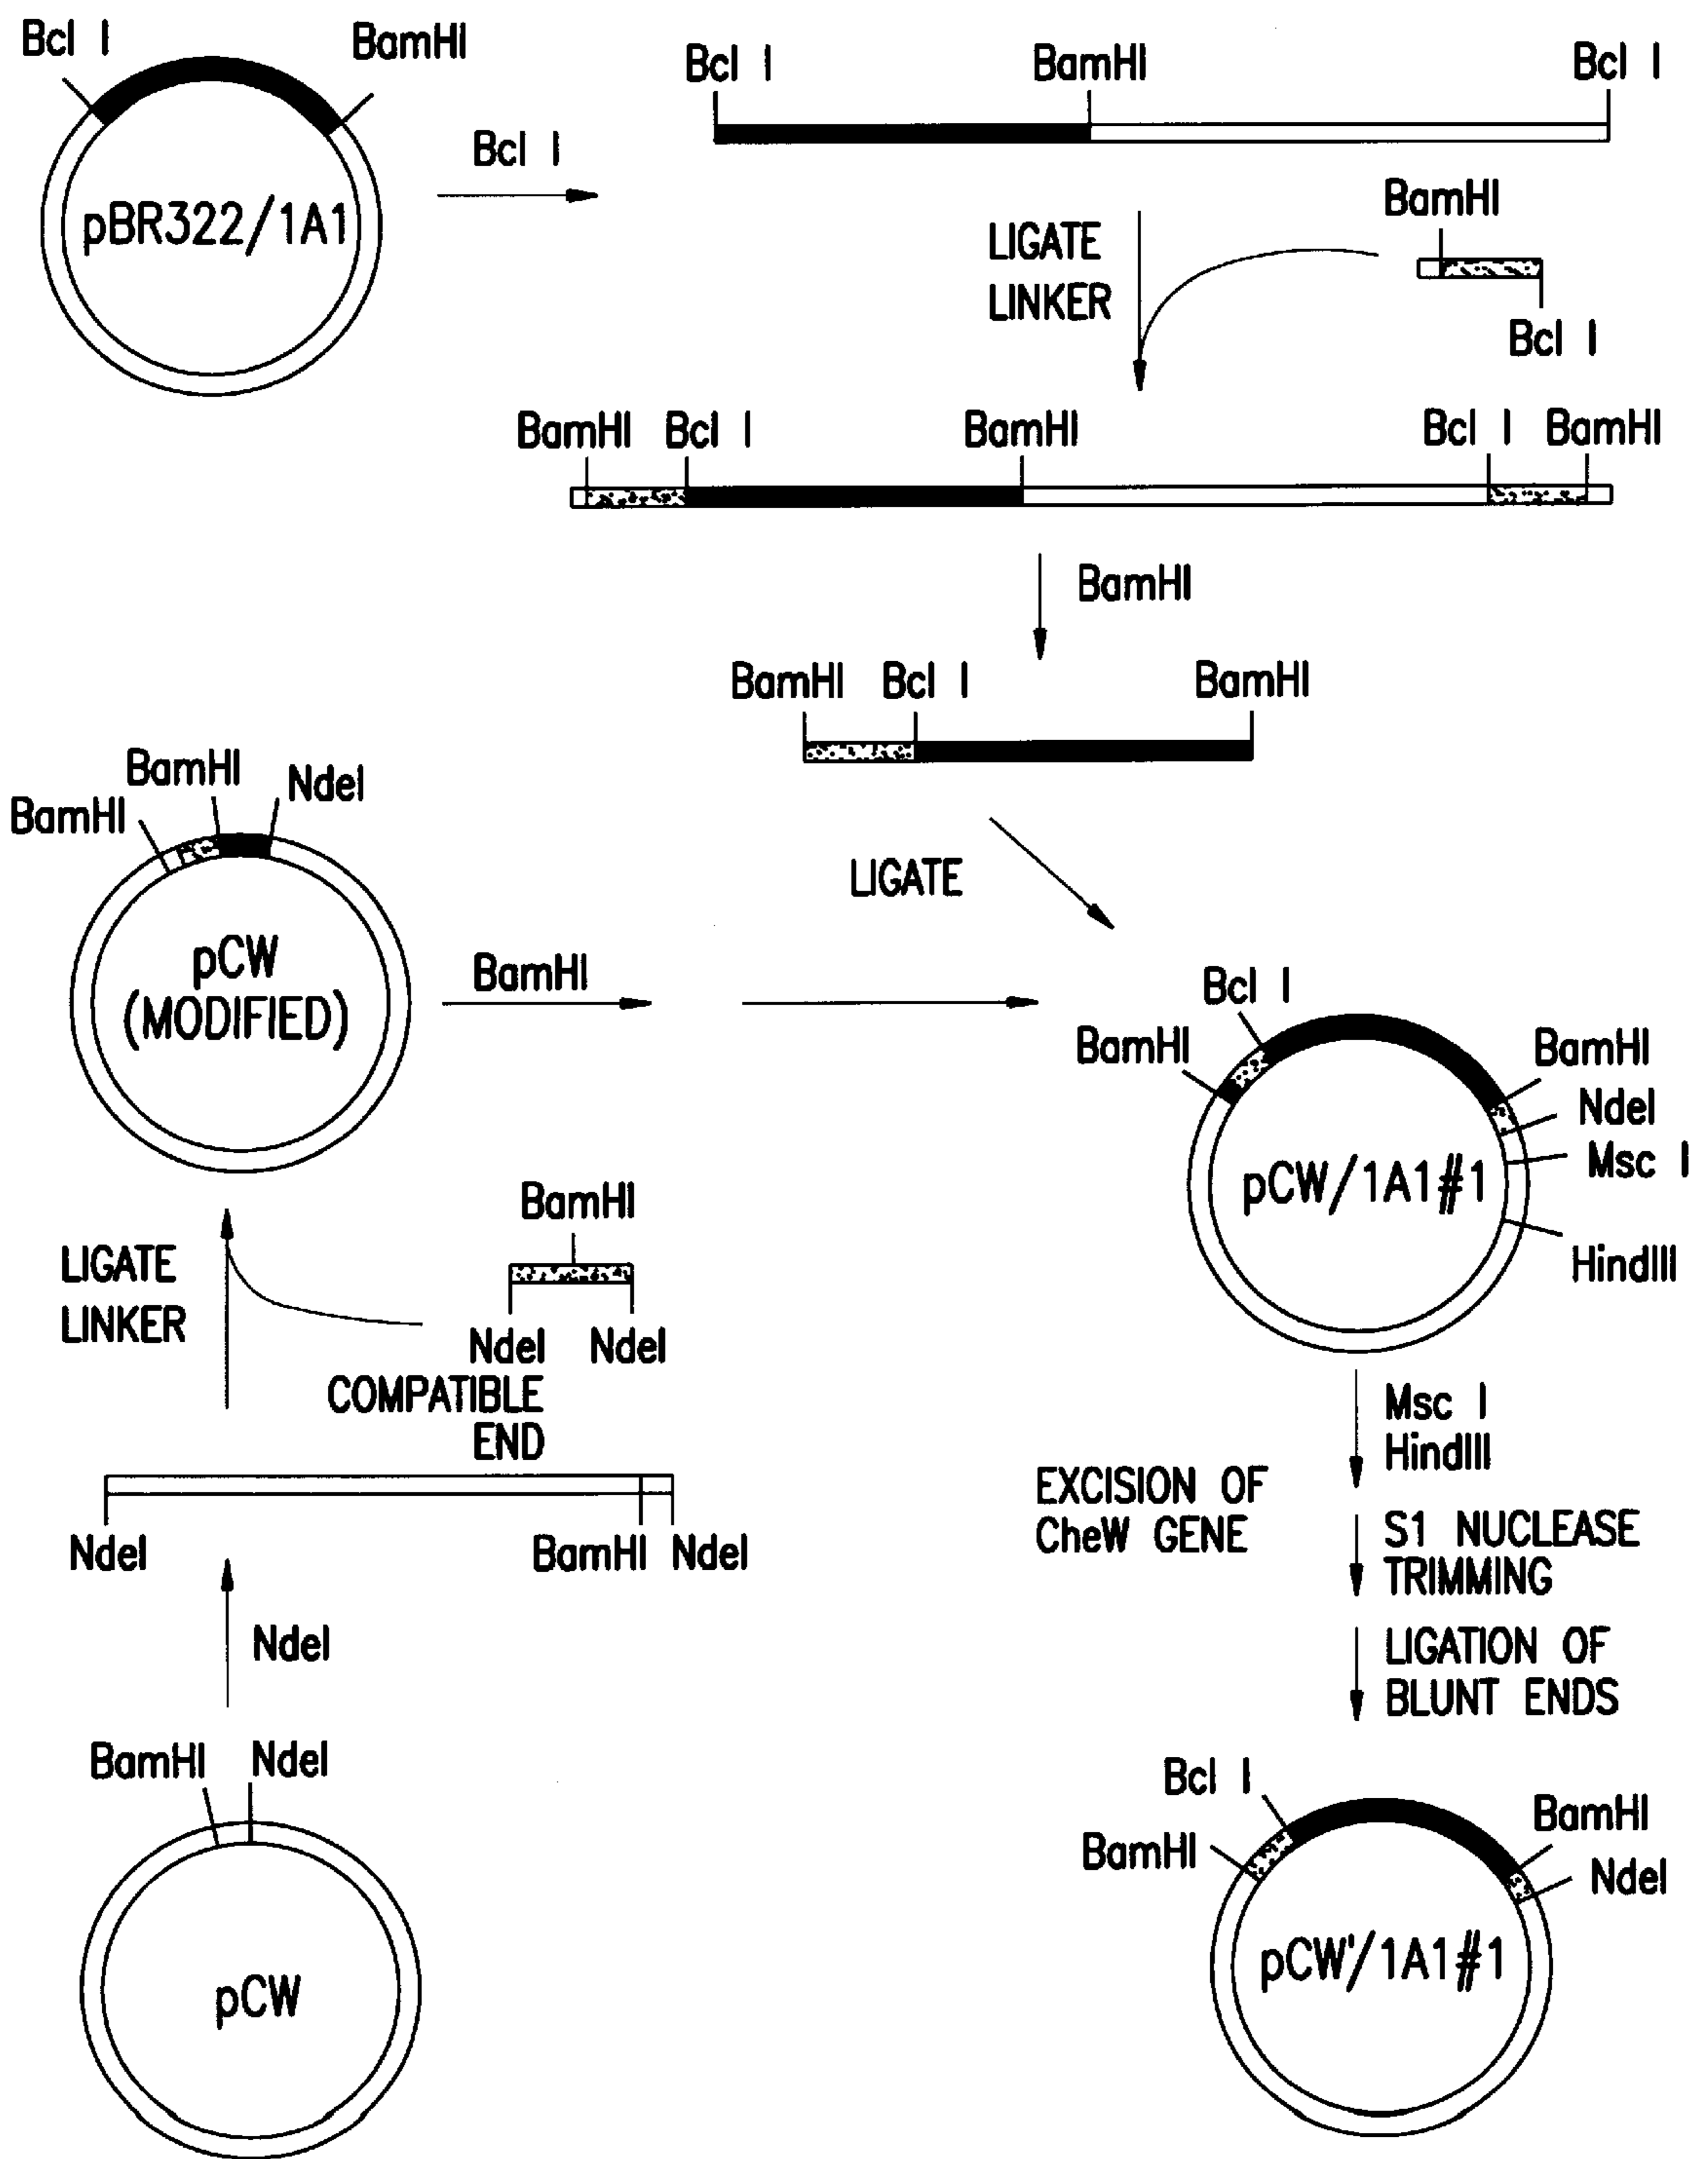 Bcl I
BamHI
pBR322/1A1
Bcl I
Bcl I
BamHI
Bcl I
LIGATE
LINKER
BamHI
Bcl I
BamHI
Bcl I
BamHI
Bcl I
BamHI
BamHI
BamHI
Bcl I
BamHI
BamHI
BamHI
NdeI
pCW
(MODIFIED)
BamHI
LIGATE
Bcl I
BamHI
BamHI
NdeI
Msc I
HindIII
pCW/1A1#1
LIGATE
LINKER
BamHI
NdeI
NdeI
COMPATIBLE
END
NdeI
BamHI
NdeI
NdeI
BamHI
NdeI
pCW
Msc I
HindIII
EXCISION OF
CheW GENE
S1 NUCLEASE
TRIMMING
LIGATION OF
BLUNT ENDS
Bcl I
BamHI
BamHI
NdeI
pCW'/1A1#1